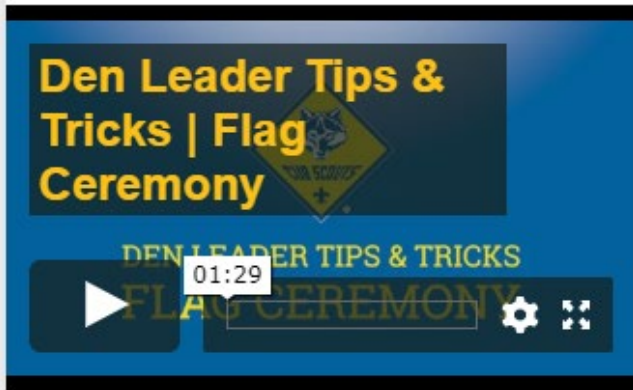 Den Leader Tips &
Tricks | Flag
Ceremony
CUB SCOUTS
DEN LEADER TIPS & TRICKS
01:29
FLAG CEREMONY